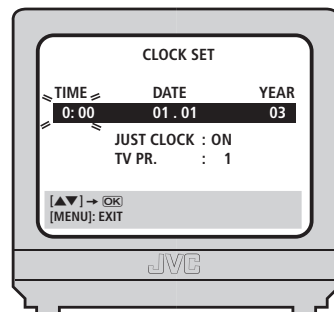 CLOCK SET
TIME DATE YEAR
0: 00 01 . 01 03
JUST CLOCK : ON
TV PR. : 1
[▲▼] → OK
[MENU]: EXIT
JVC